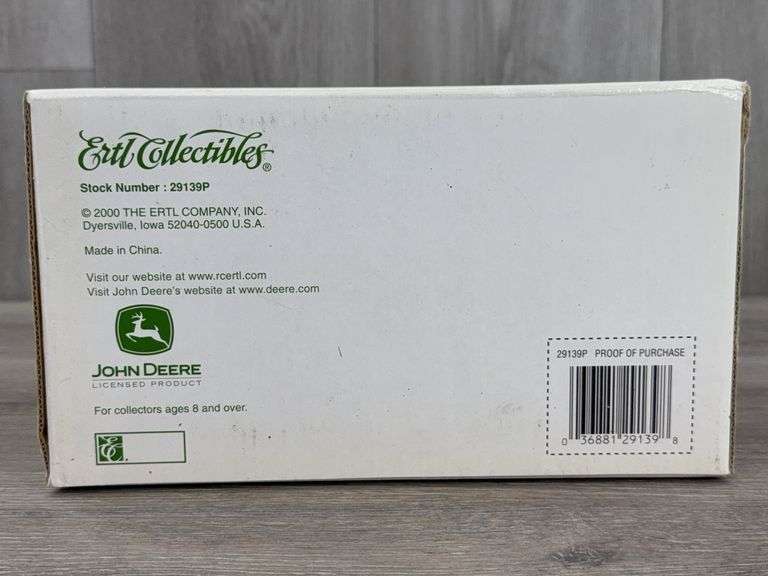 Ertl Collectibles®
Stock Number : 29139P
© 2000 THE ERTL COMPANY, INC.
Dyersville, Iowa 52040-0500 U.S.A.
Made in China.
Visit our website at www.rcertl.com
Visit John Deere's website at www.deere.com
JOHN DEERE
LICENSED PRODUCT
For collectors ages 8 and over.
EC
29139P PROOF OF PURCHASE
0 36881 29139 8